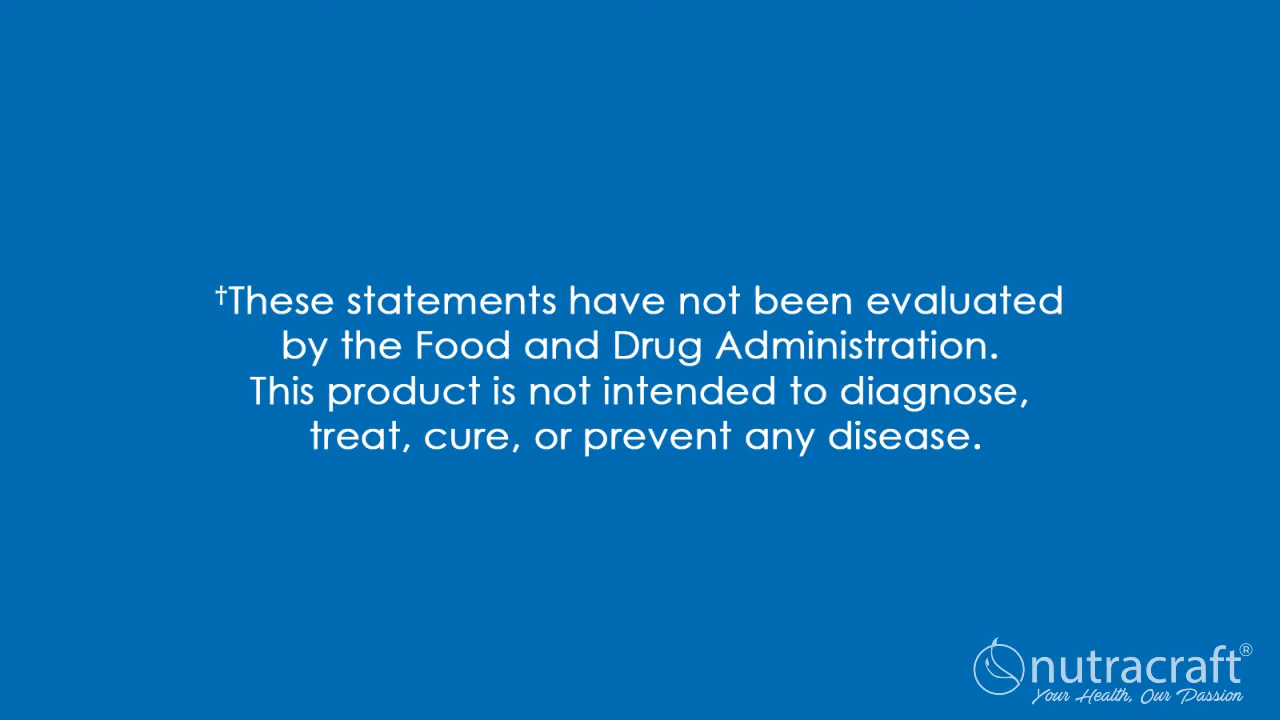 †These statements have not been evaluated
by the Food and Drug Administration.
This product is not intended to diagnose,
treat, cure, or prevent any disease.
nutracraft®
Your Health, Our Passion